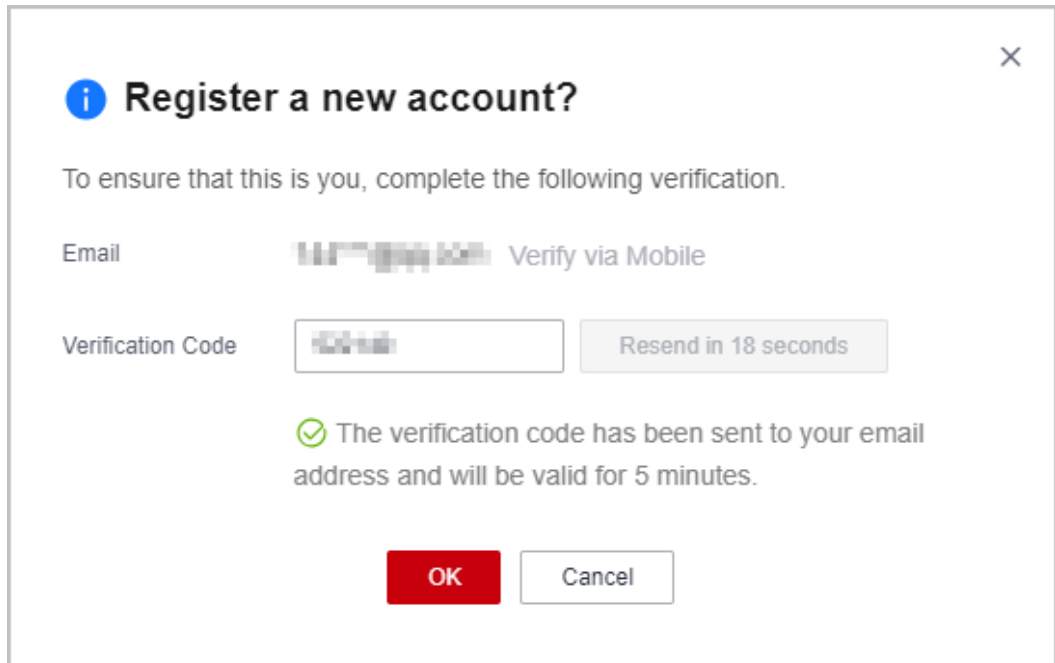 Register a new account?
To ensure that this is you, complete the following verification.
Email Verify via Mobile
Verification Code Resend in 18 seconds
The verification code has been sent to your email
address and will be valid for 5 minutes.
OK Cancel